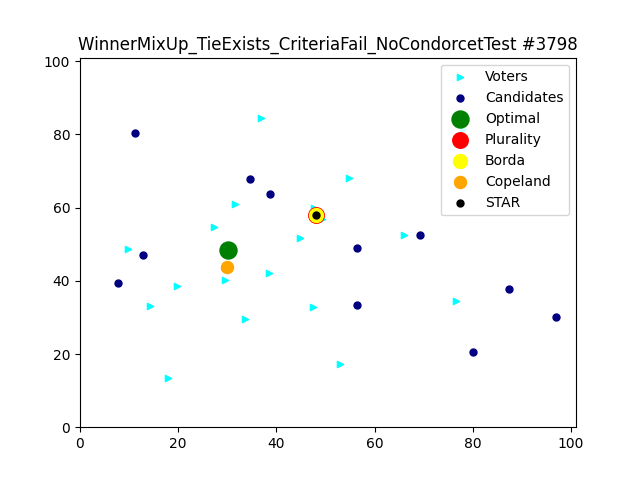 WinnerMixUp_TieExists_CriteriaFail_NoCondorcetTest #3798
100
80
60
40
20
0
0 20 40 60 80 100
Voters
Candidates
Optimal
Plurality
Borda
Copeland
STAR